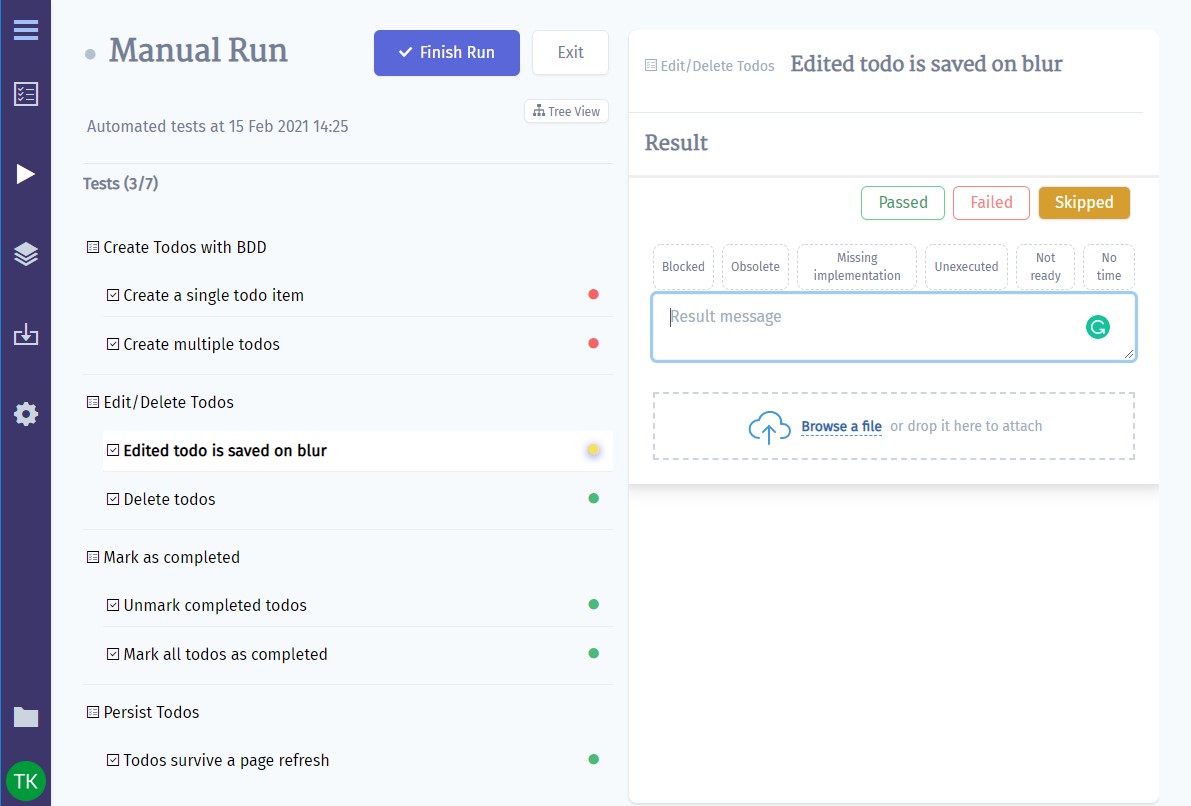 Manual Run
Finish Run
Exit
Tree View
Automated tests at 15 Feb 2021 14:25
Tests (3/7)
Create Todos with BDD
Create a single todo item
Create multiple todos
Edit/Delete Todos
Edited todo is saved on blur
Delete todos
Mark as completed
Unmark completed todos
Mark all todos as completed
Persist Todos
Todos survive a page refresh
TK
Edit/Delete Todos Edited todo is saved on blur
Result
Passed Failed Skipped
Blocked
Obsolete
Missing
implementation
Unexecuted
Not
ready
No
time
Result message
Browse a file or drop it here to attach